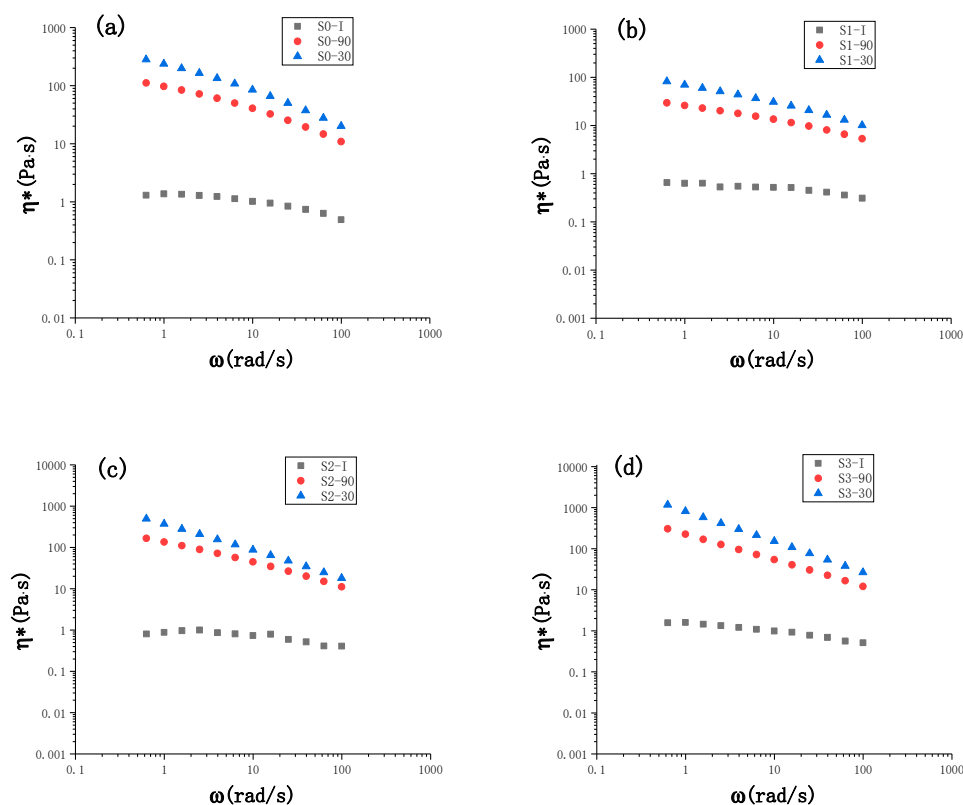 (a)
S0-I
S0-90
S0-30
1000
100
10
1
0.1
0.01
η*(Pa·s)
0.1 1 10 100 1000
ω(rad/s)
(b)
S1-I
S1-90
S1-30
1000
100
10
1
0.1
0.01
0.001
η*(Pa·s)
0.1 1 10 100 1000
ω(rad/s)
(c)
S2-I
S2-90
S2-30
10000
1000
100
10
1
0.1
0.01
0.001
η*(Pa·s)
0.1 1 10 100 1000
ω(rad/s)
(d)
S3-I
S3-90
S3-30
10000
1000
100
10
1
0.1
0.01
0.001
η*(Pa·s)
0.1 1 10 100 1000
ω(rad/s)